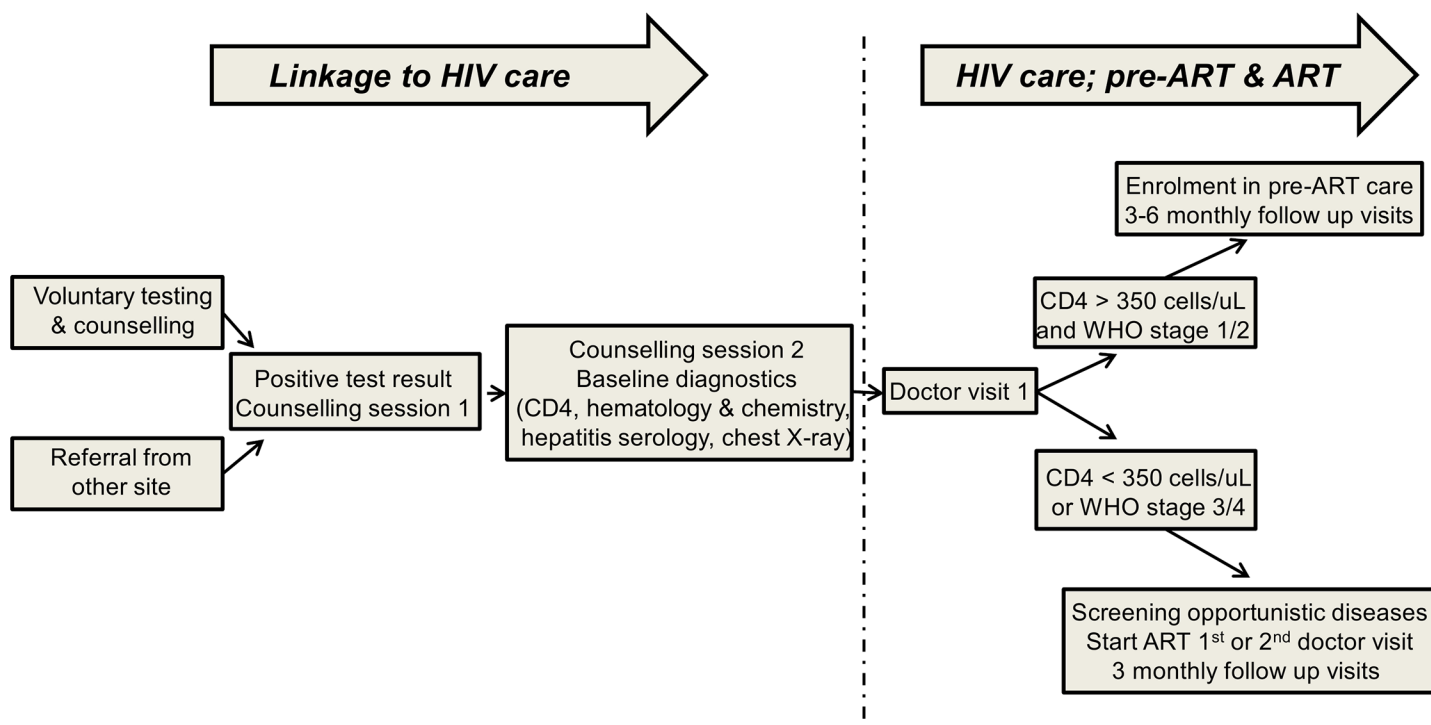 Linkage to HIV care
HIV care; pre-ART & ART
Voluntary testing
& counselling
Referral from
other site
Positive test result
Counselling session 1
Counselling session 2
Baseline diagnostics
(CD4, hematology & chemistry,
hepatitis serology, chest X-ray)
Doctor visit 1
CD4 > 350 cells/uL
and WHO stage 1/2
Enrolment in pre-ART care
3-6 monthly follow up visits
CD4 < 350 cells/uL
or WHO stage 3/4
Screening opportunistic diseases
Start ART 1st or 2nd doctor visit
3 monthly follow up visits